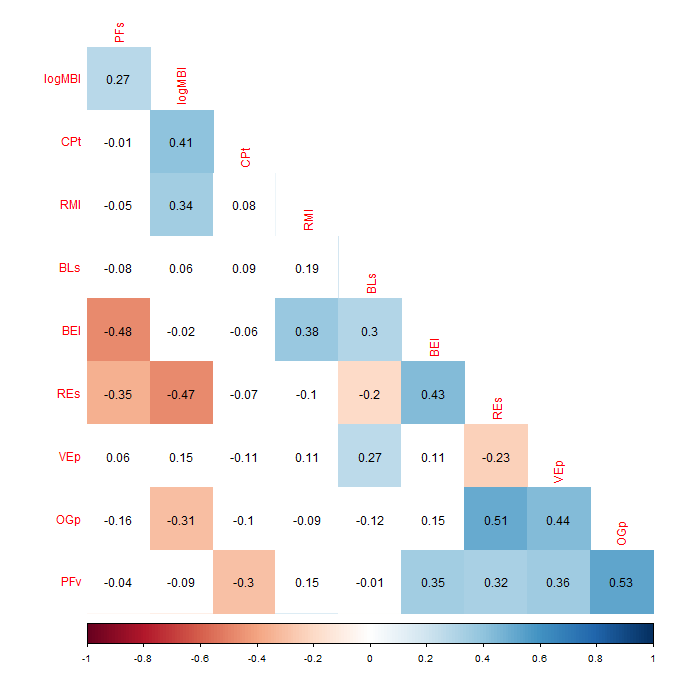 PFs
logMBI 0.27 logMBI
CPt -0.01 0.41 CPt
RMI -0.05 0.34 0.08 RMI
BLs -0.08 0.06 0.09 0.19 BLs
BEI -0.48 -0.02 -0.06 0.38 0.3 BEI
REs -0.35 -0.47 -0.07 -0.1 -0.2 0.43 REs
VEp 0.06 0.15 -0.11 0.11 0.27 0.11 -0.23 VEp
OGp -0.16 -0.31 -0.1 -0.09 -0.12 0.15 0.51 0.44 OGp
PFv -0.04 -0.09 -0.3 0.15 -0.01 0.35 0.32 0.36 0.53
-1 -0.8 -0.6 -0.4 -0.2 0 0.2 0.4 0.6 0.8 1